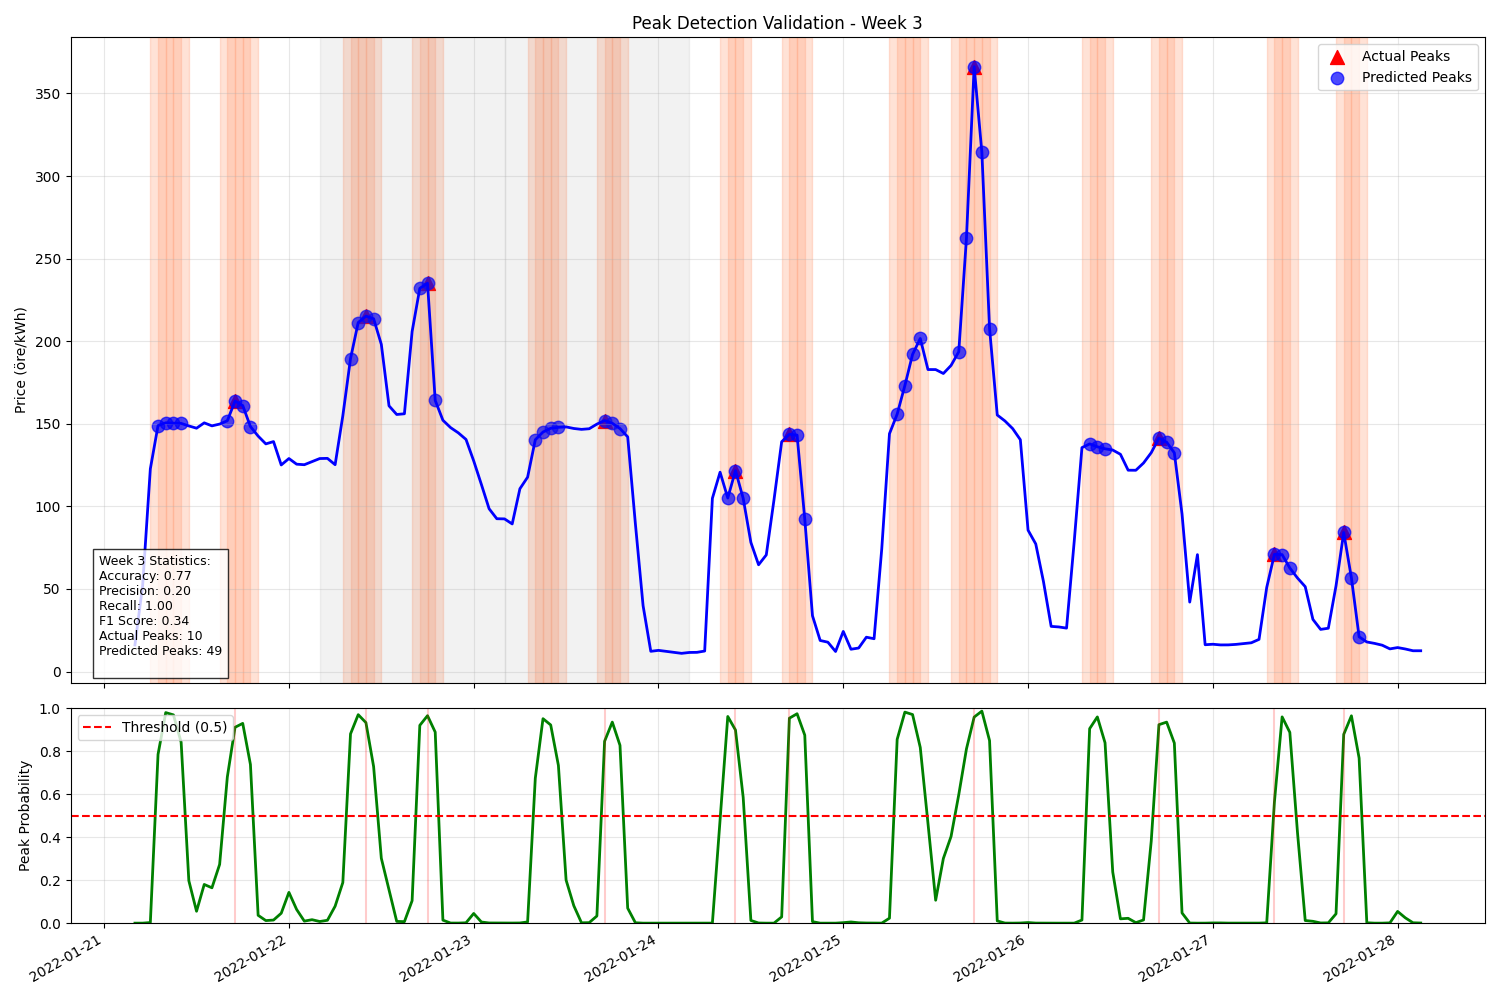 Peak Detection Validation - Week 3
Actual Peaks
Predicted Peaks
Price (öre/kWh)
350
300
250
200
150
100
50
0
Week 3 Statistics:
Accuracy: 0.77
Precision: 0.20
Recall: 1.00
F1 Score: 0.34
Actual Peaks: 10
Predicted Peaks: 49
Threshold (0.5)
Peak Probability
1.0
0.8
0.6
0.4
0.2
0.0
2022-01-21
2022-01-22
2022-01-23
2022-01-24
2022-01-25
2022-01-26
2022-01-27
2022-01-28